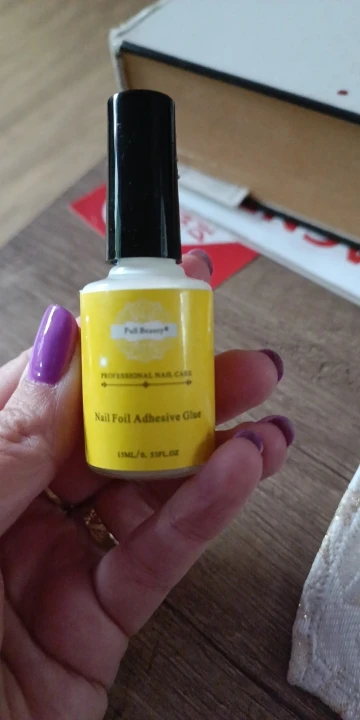 Full Beauty®
PROFESSIONAL NAIL CARE
Nail Foil Adhesive Glue
15ML/0. 53FL.OZ